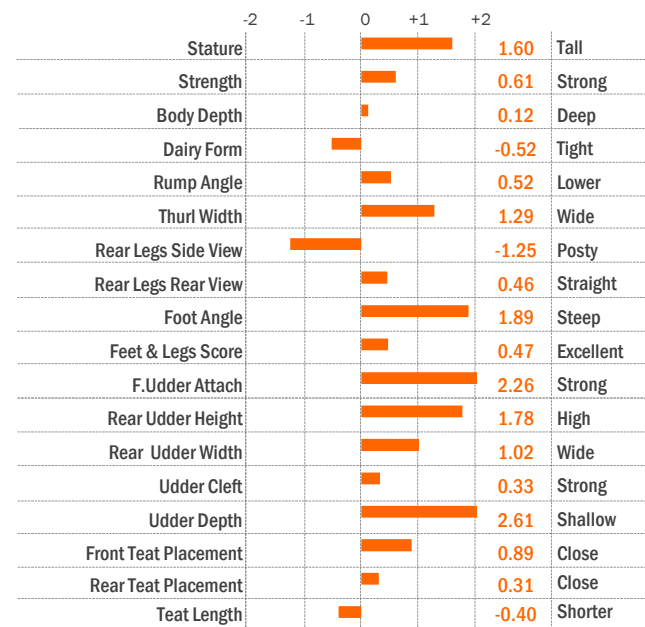 -2 -1 0 +1 +2
Stature 1.60 Tall
Strength 0.61 Strong
Body Depth 0.12 Deep
Dairy Form -0.52 Tight
Rump Angle 0.52 Lower
Thurl Width 1.29 Wide
Rear Legs Side View -1.25 Posty
Rear Legs Rear View 0.46 Straight
Foot Angle 1.89 Steep
Feet & Legs Score 0.47 Excellent
F.Udder Attach 2.26 Strong
Rear Udder Height 1.78 High
Rear Udder Width 1.02 Wide
Udder Cleft 0.33 Strong
Udder Depth 2.61 Shallow
Front Teat Placement 0.89 Close
Rear Teat Placement 0.31 Close
Teat Length -0.40 Shorter